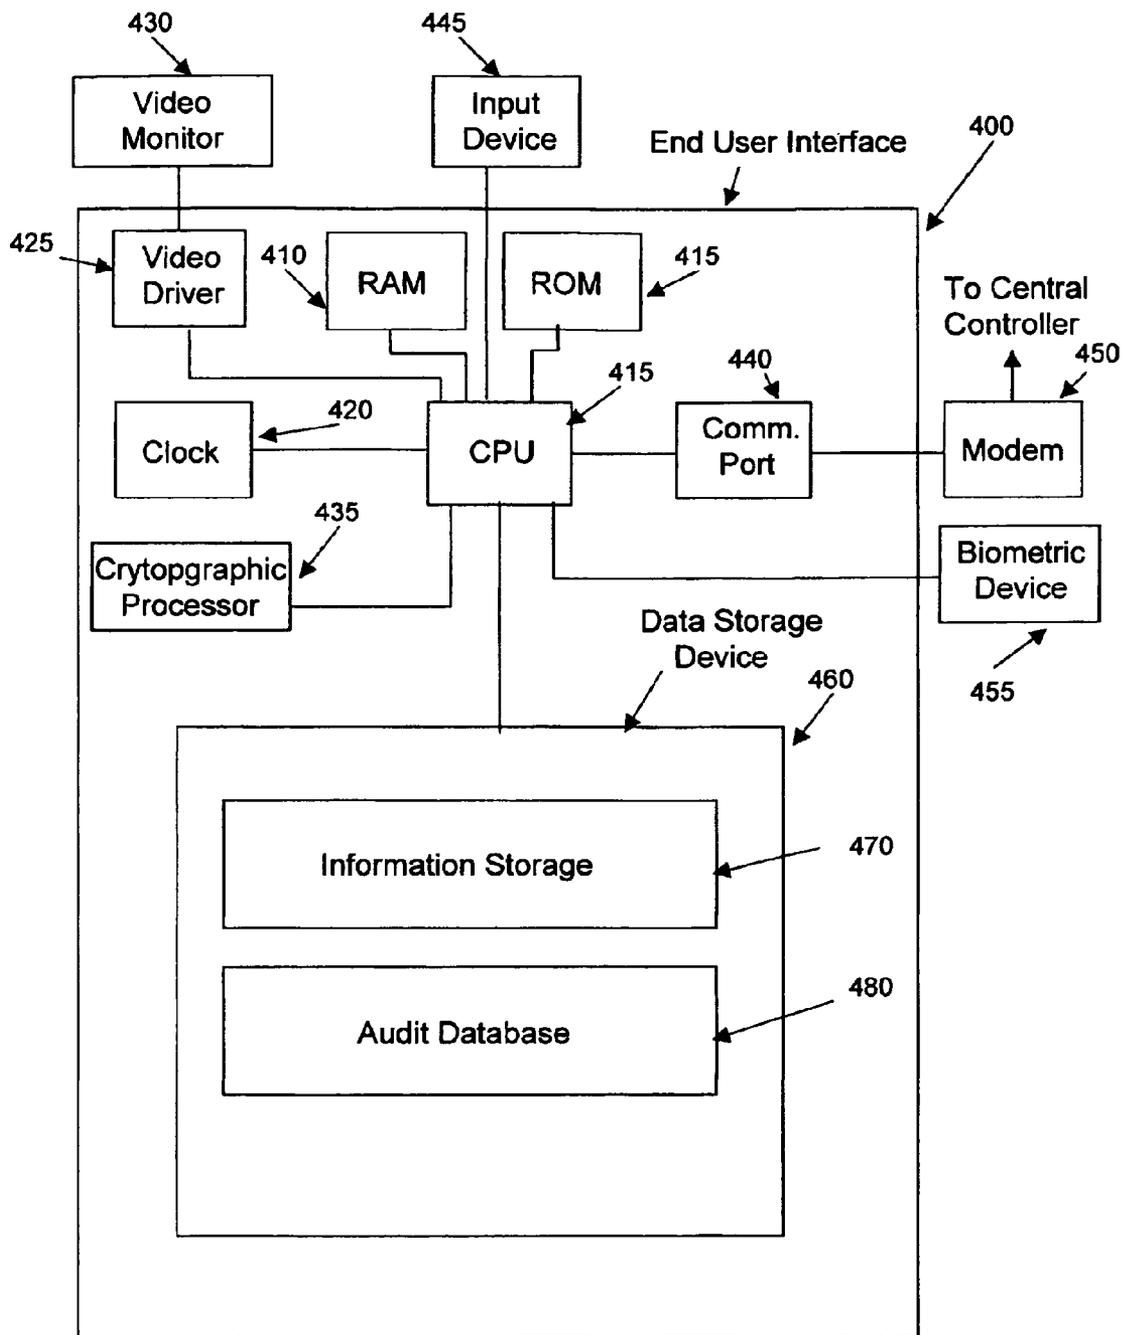 430
445
Video
Monitor
Input
Device
End User Interface
400
425
Video
Driver
410
RAM
ROM
415
To Central
Controller
450
420
Clock
415
CPU
440
Comm.
Port
Modem
435
Crytopgraphic
Processor
Biometric
Device
455
Data Storage
Device
460
Information Storage
470
Audit Database
480